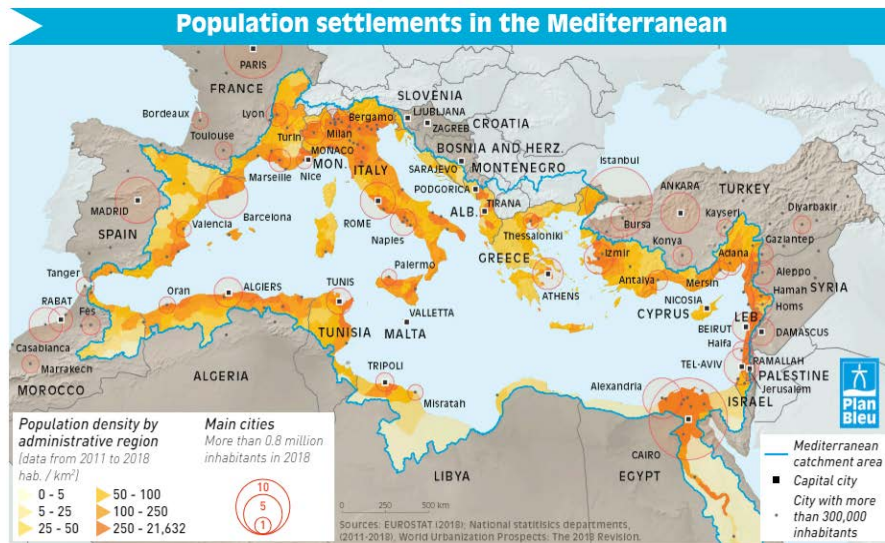 Population settlements in the Mediterranean
PARIS
FRANCE
Bordeaux
Lyon
Toulouse
Turin
Milan
Bergamo
MONACO
MON.
Marseille
Nice
ITALY
SLOVENIA
LJUBLJANA
ZAGREB
CROATIA
BOSNIA AND HERZ.
SARAJEVO
MONTENEGRO
PODGORICA
TIRANA
ALB.
Istanbul
ANKARA
TURKEY
Bursa
Kayseri
Diyarbakir
Konya
Gaziantep
MADRID
SPAIN
Valencia
Barcelona
ROME
Naples
Thessaloniki
GREECE
Izmir
Adana
Antalya
Mersin
Aleppo
Tanger
Palermo
ATHENS
NICOSIA
CYPRUS
Hamah
SYRIA
Homs
RABAT
Fès
Oran
ALGIERS
TUNIS
VALLETTA
MALTA
LEB.
BEIRUT
DAMASCUS
Haifa
Casablanca
TUNISIA
TRIPOLI
TEL-AVIV
RAMALLAH
PALESTINE
Jerusalem
ISRAEL
Marrakech
MOROCCO
ALGERIA
Misratah
Alexandria
LIBYA
CAIRO
EGYPT
Plan
Bleu
Population density by
administrative region
(data from 2011 to 2018
hab. / km²)
0 - 5
5 - 25
25 - 50
50 - 100
100 - 250
250 - 21,632
Main cities
More than 0.8 million
inhabitants in 2018
10
5
1
0 250 500 km
Sources: EUROSTAT (2018); National statitisics departments,
(2011-2018), World Urbanization Prospects: The 2018 Revision.
Mediterranean
catchment area
Capital city
City with more
than 300,000
inhabitants